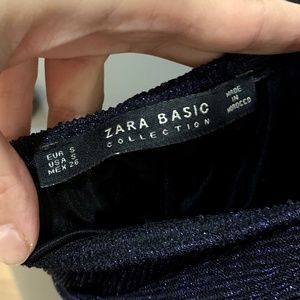 ZARA BASIC
COLLECTION
EUR S
USA S
MEX 26
MADE
IN
MOROCCO